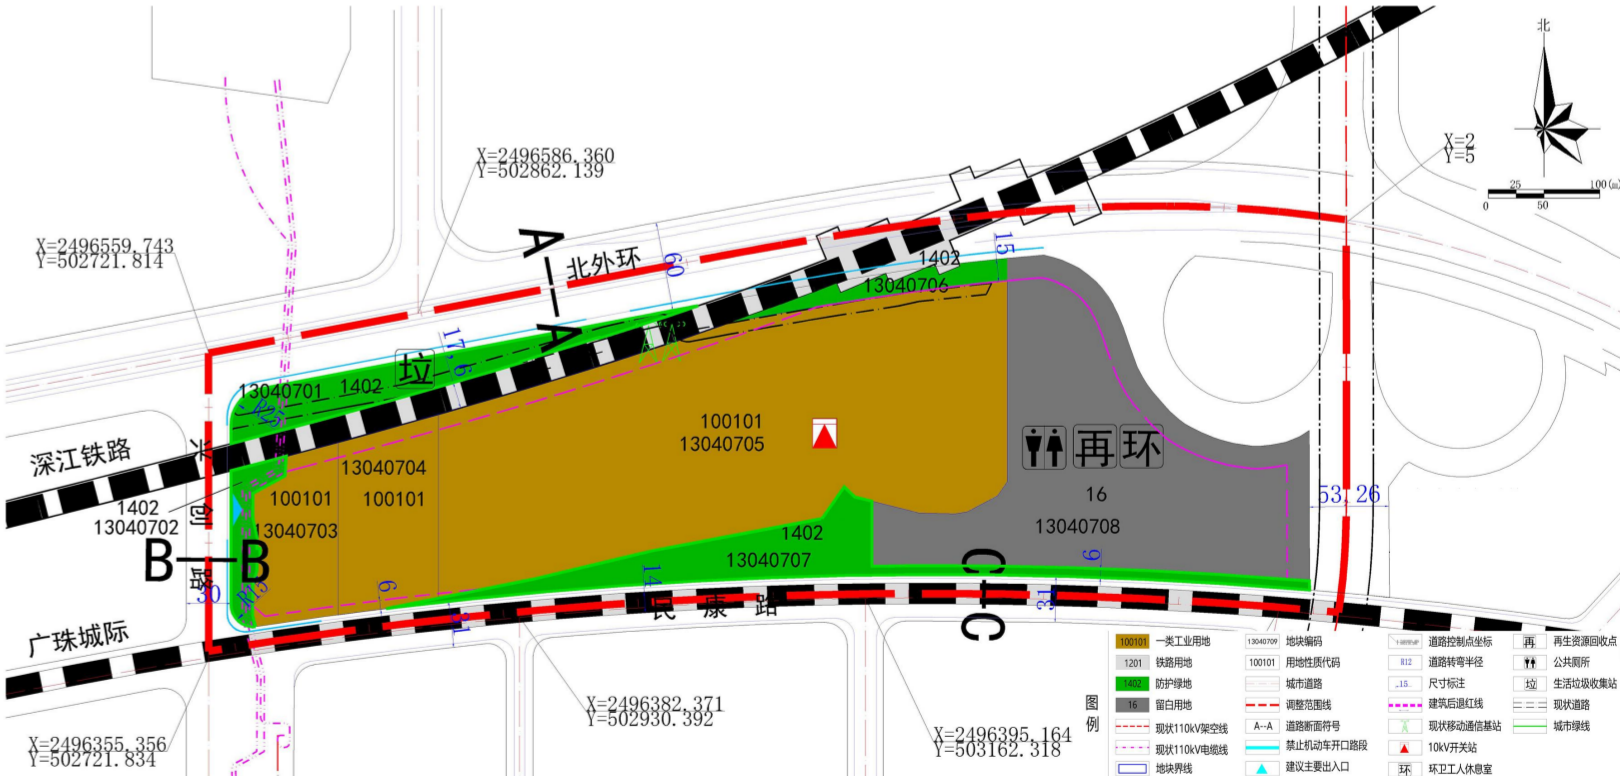 北
25
100(m)
0
50
X=2496586.360
Y=502862.139
X=2
Y=5
X=2496559.743
Y=502721.814
A
A
北外环
60
15
1402
13040706
17.6
垃
13040701
1402
R25
深江铁路
兴
创
路
1402
13040702
100101
13040705
13040704
100101
100101
13040703
再
环
16
13040708
53.26
1402
13040707
B
B
30
R15
6
31
14
民康路
C
C
9
31
广珠城际
X=2496355.356
Y=502721.834
X=2496382.371
Y=502930.392
X=2496395.164
Y=503162.318
图例
100101 一类工业用地
1201 铁路用地
1402 防护绿地
16 留白用地
现状110kV架空线
现状110kV电缆线
地块界线
13040709 地块编码
100101 用地性质代码
城市道路
调整范围线
A--A 道路断面符号
禁止机动车开口路段
建议主要出入口
道路控制点坐标
R12 道路转弯半径
15 尺寸标注
建筑后退红线
现状移动通信基站
10kV开关站
环 环卫工人休息室
再 再生资源回收点
公共厕所
垃 生活垃圾收集站
现状道路
城市绿线